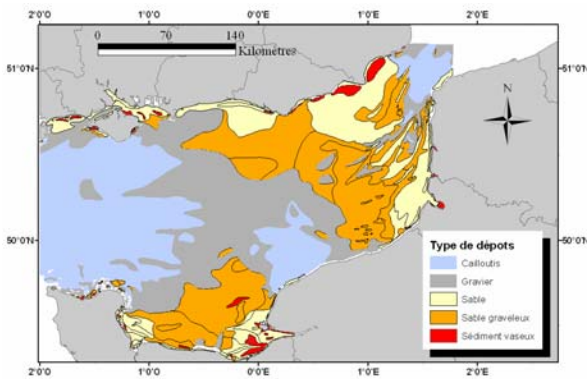 2°0' 1°0' 0°0' 1°0' 2°0'
0 70 140
Kilomètres
51°0'N 51°0'N
N
50°0'N 50°0'N
Type de dépôts
Cailloutis
Gravier
Sable
Sable graveleux
Sédiment vaseux
2°0' 1°0' 0°0'E 1°0' 2°0'